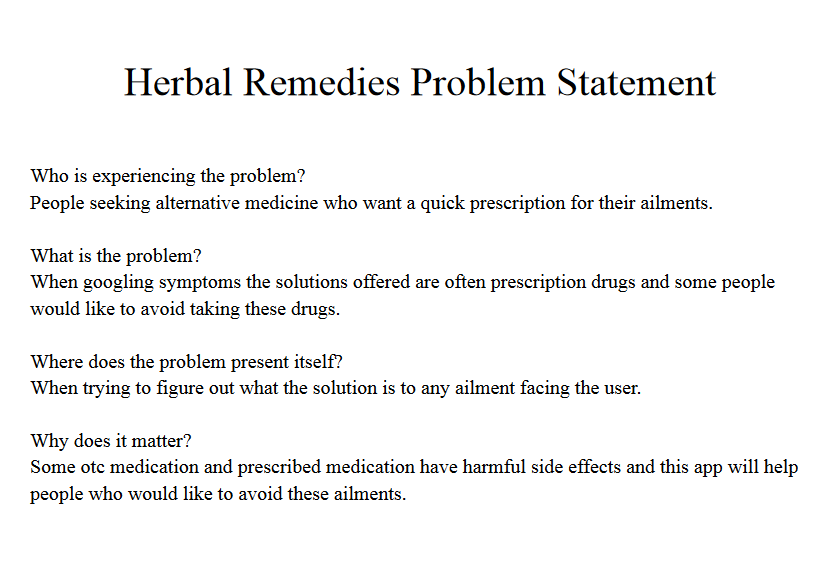 Herbal Remedies Problem Statement
Who is experiencing the problem?
People seeking alternative medicine who want a quick prescription for their ailments.
What is the problem?
When googling symptoms the solutions offered are often prescription drugs and some people
would like to avoid taking these drugs.
Where does the problem present itself?
When trying to figure out what the solution is to any ailment facing the user.
Why does it matter?
Some otc medication and prescribed medication have harmful side effects and this app will help
people who would like to avoid these ailments.